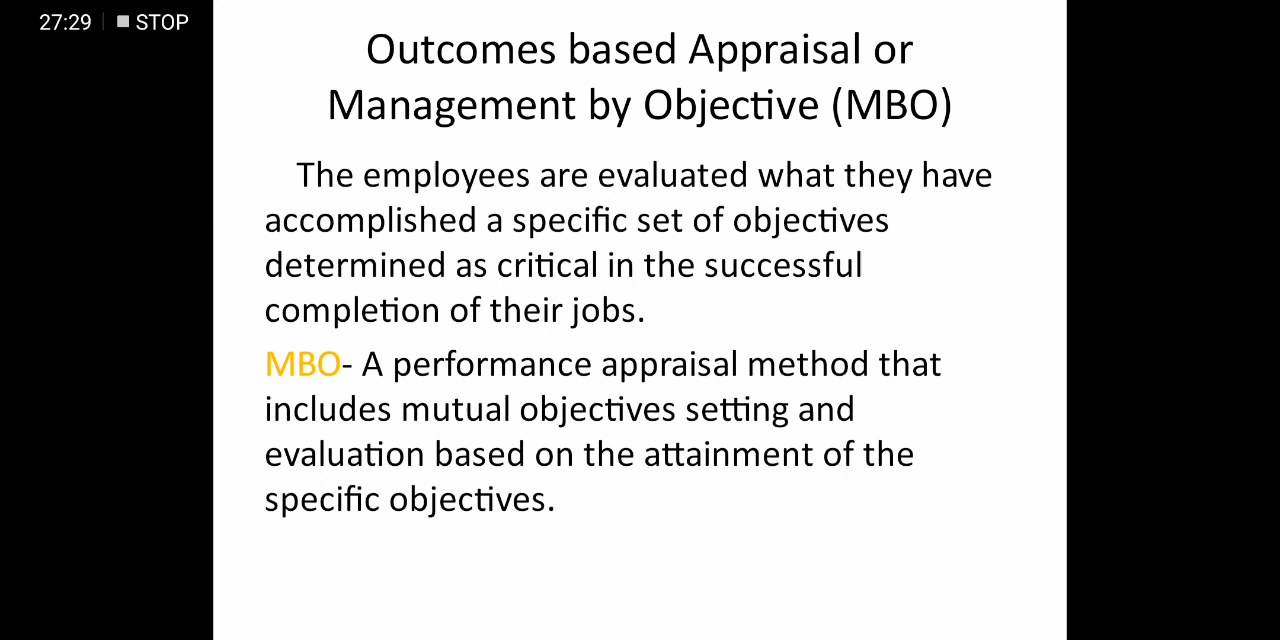 27:29 STOP
Outcomes based Appraisal or
Management by Objective (MBO)
The employees are evaluated what they have
accomplished a specific set of objectives
determined as critical in the successful
completion of their jobs.
MBO- A performance appraisal method that
includes mutual objectives setting and
evaluation based on the attainment of the
specific objectives.